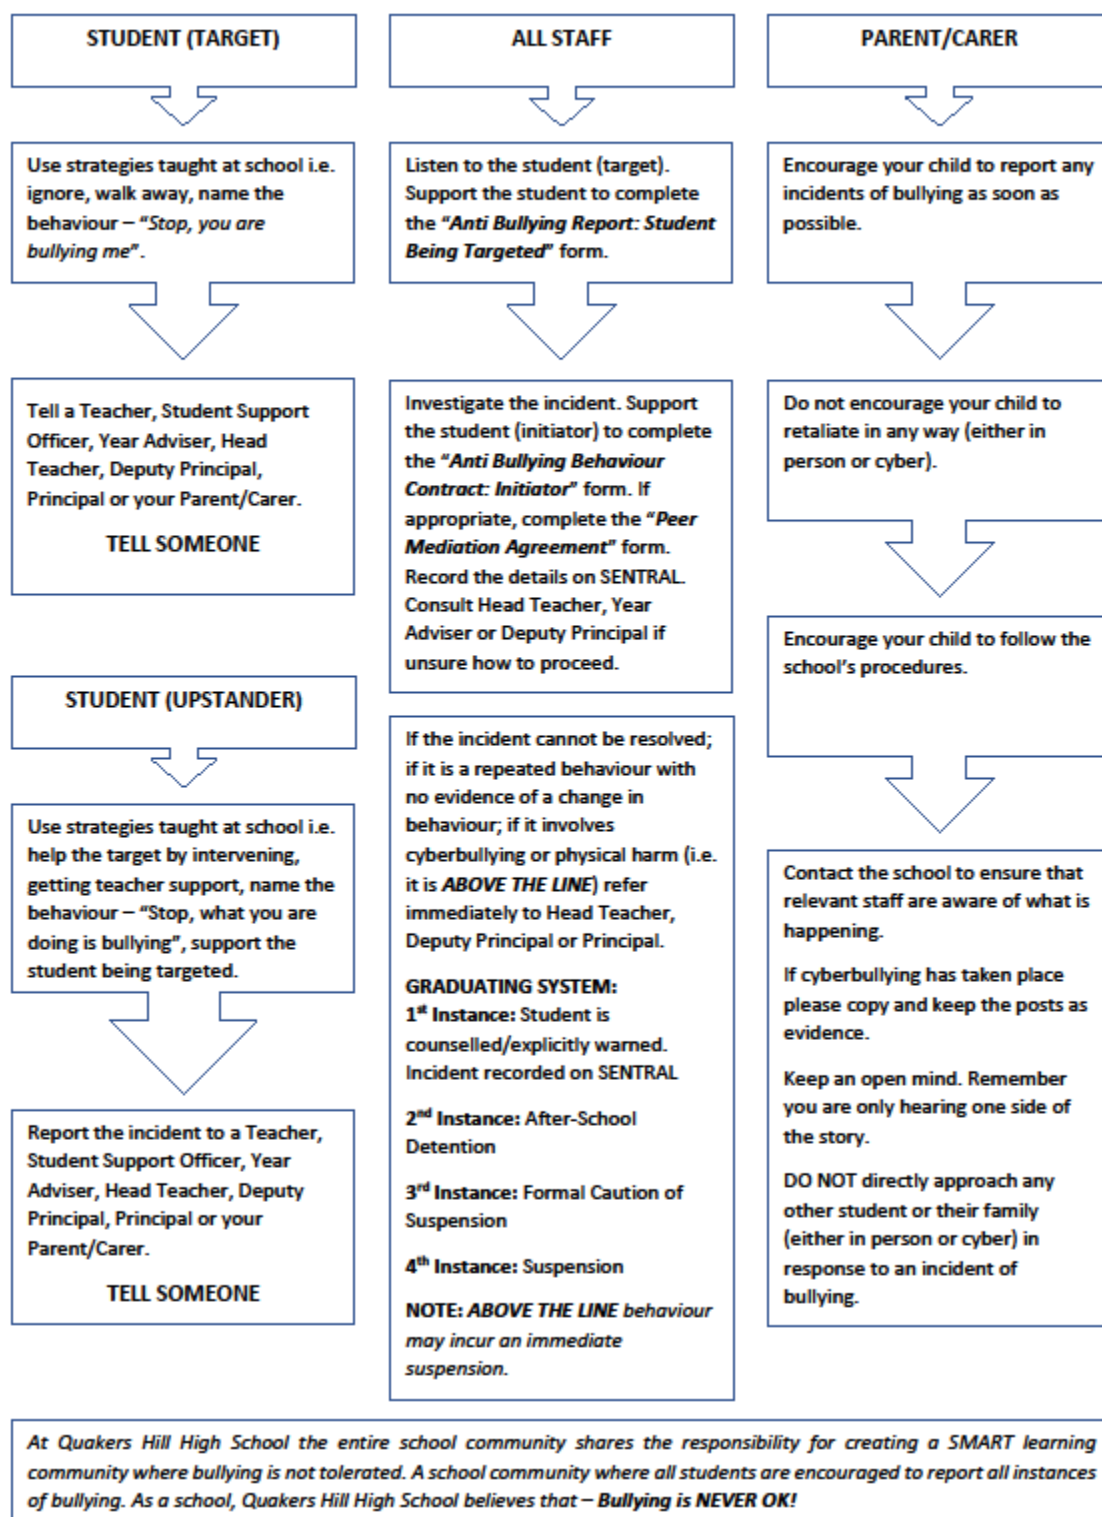 STUDENT (TARGET)
Use strategies taught at school i.e.
ignore, walk away, name the
behaviour – “Stop, you are
bullying me”.
Tell a Teacher, Student Support
Officer, Year Adviser, Head
Teacher, Deputy Principal,
Principal or your Parent/Carer.
TELL SOMEONE
STUDENT (UPSTANDER)
Use strategies taught at school i.e.
help the target by intervening,
getting teacher support, name the
behaviour – “Stop, what you are
doing is bullying”, support the
student being targeted.
Report the incident to a Teacher,
Student Support Officer, Year
Adviser, Head Teacher, Deputy
Principal, Principal or your
Parent/Carer.
TELL SOMEONE
ALL STAFF
Listen to the student (target).
Support the student to complete
the “Anti Bullying Report: Student
Being Targeted” form.
Investigate the incident. Support
the student (initiator) to complete
the “Anti Bullying Behaviour
Contract: Initiator” form. If
appropriate, complete the “Peer
Mediation Agreement” form.
Record the details on SENTRAL.
Consult Head Teacher, Year
Adviser or Deputy Principal if
unsure how to proceed.
If the incident cannot be resolved;
if it is a repeated behaviour with
no evidence of a change in
behaviour; if it involves
cyberbullying or physical harm (i.e.
it is ABOVE THE LINE) refer
immediately to Head Teacher,
Deputy Principal or Principal.
GRADUATING SYSTEM:
1st Instance: Student is
counselled/explicitly warned.
Incident recorded on SENTRAL
2nd Instance: After-School
Detention
3rd Instance: Formal Caution of
Suspension
4th Instance: Suspension
NOTE: ABOVE THE LINE behaviour
may incur an immediate
suspension.
PARENT/CARER
Encourage your child to report any
incidents of bullying as soon as
possible.
Do not encourage your child to
retaliate in any way (either in
person or cyber).
Encourage your child to follow the
school’s procedures.
Contact the school to ensure that
relevant staff are aware of what is
happening.
If cyberbullying has taken place
please copy and keep the posts as
evidence.
Keep an open mind. Remember
you are only hearing one side of
the story.
DO NOT directly approach any
other student or their family
(either in person or cyber) in
response to an incident of
bullying.
At Quakers Hill High School the entire school community shares the responsibility for creating a SMART learning
community where bullying is not tolerated. A school community where all students are encouraged to report all instances
of bullying. As a school, Quakers Hill High School believes that – Bullying is NEVER OK!